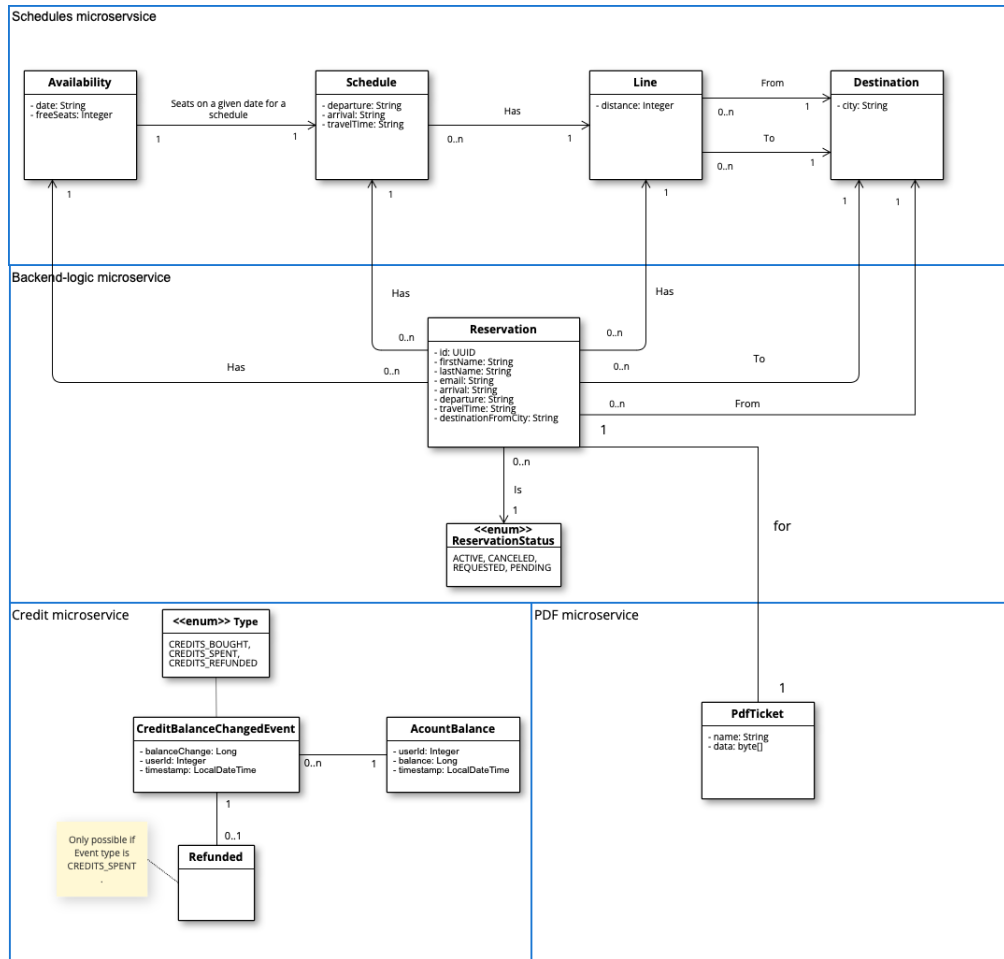 Schedules microservsice
Availability
- date: String
- freeSeats: Integer
Seats on a given date for a
schedule
1
1
Schedule
- departure: String
- arrival: String
- travelTime: String
Has
0..n
1
Line
- distance: Integer
From
0..n
1
To
0..n
1
Destination
- city: String
1
1
1
1
1
Backend-logic microservice
Has
Has
0..n
0..n
Has
0..n
Reservation
- id: UUID
- firstName: String
- lastName: String
- email: String
- arrival: String
- departure: String
- travelTime: String
- destinationFromCity: String
To
0..n
From
0..n
1
0..n
Is
1
<<enum>>
ReservationStatus
ACTIVE, CANCELED,
REQUESTED, PENDING
for
Credit microservice
<<enum>> Type
CREDITS_BOUGHT,
CREDITS_SPENT,
CREDITS_REFUNDED
CreditBalanceChangedEvent
- balanceChange: Long
- userId: Integer
- timestamp: LocalDateTime
0..n
1
AcountBalance
- userId: Integer
- balance: Long
- timestamp: LocalDateTime
1
0..1
Only possible if
Event type is
CREDITS_SPENT
.
Refunded
PDF microservice
1
PdfTicket
- name: String
- data: byte[]